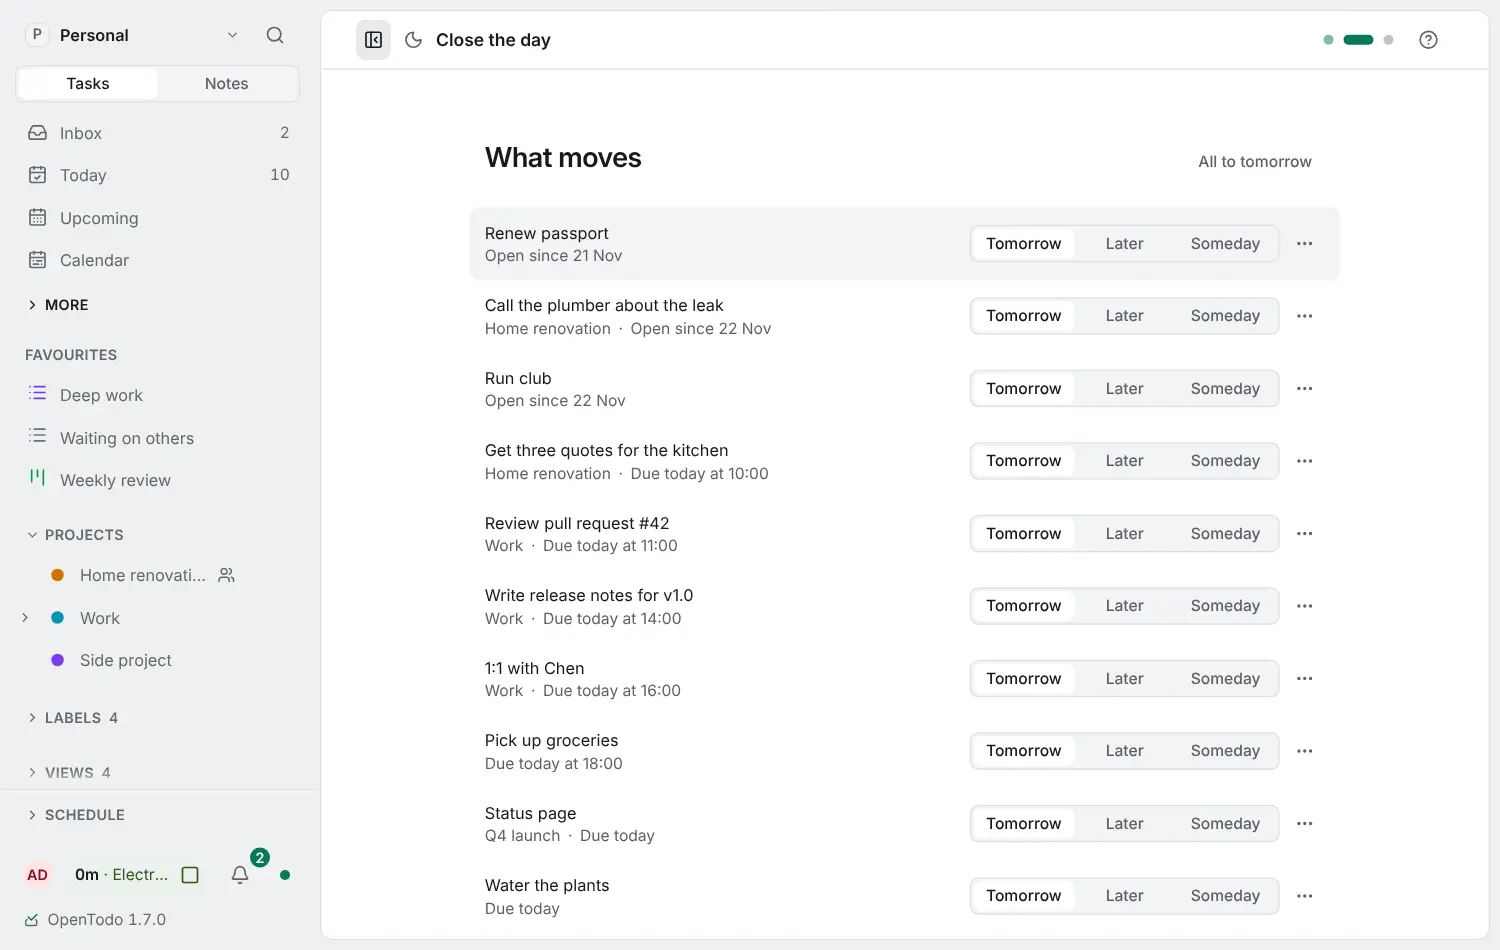 P Personal
Tasks Notes
Inbox 2
Today 10
Upcoming
Calendar
MORE
FAVOURITES
Deep work
Waiting on others
Weekly review
PROJECTS
Home renovati...
Work
Side project
LABELS 4
VIEWS 4
SCHEDULE
AD 0m · Electr... 2
OpenTodo 1.7.0
Close the day
What moves All to tomorrow
Renew passport
Open since 21 Nov
Tomorrow Later Someday
Call the plumber about the leak
Home renovation · Open since 22 Nov
Tomorrow Later Someday
Run club
Open since 22 Nov
Tomorrow Later Someday
Get three quotes for the kitchen
Home renovation · Due today at 10:00
Tomorrow Later Someday
Review pull request #42
Work · Due today at 11:00
Tomorrow Later Someday
Write release notes for v1.0
Work · Due today at 14:00
Tomorrow Later Someday
1:1 with Chen
Work · Due today at 16:00
Tomorrow Later Someday
Pick up groceries
Due today at 18:00
Tomorrow Later Someday
Status page
Q4 launch · Due today
Tomorrow Later Someday
Water the plants
Due today
Tomorrow Later Someday